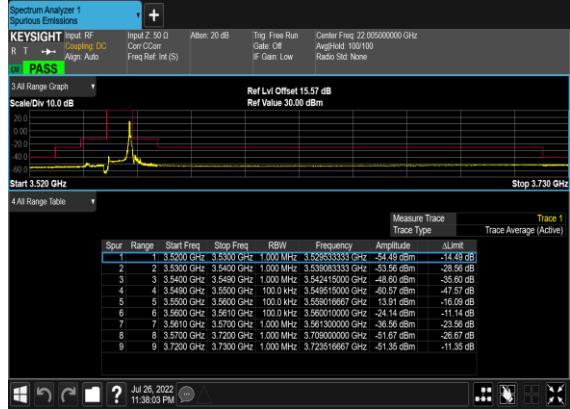 Spectrum Analyzer 1
Spurious Emissions
+
KEYSIGHT Input: RF Input Z: 50 Ω Atten: 20 dB Trig: Free Run Center Freq: 22.005000000 GHz
R T Coupling: DC Corr CCorr Gate: Off Avg|Hold: 100/100
Align: Auto Freq Ref: Int (S) IF Gain: Low Radio Std: None
PASS
3 All Range Graph
Ref Lvl Offset 15.57 dB
Scale/Div 10.0 dB Ref Value 30.00 dBm
20.0
0.00
-20.0
-40.0
-60.0
Start 3.520 GHz Stop 3.730 GHz
4 All Range Table
Measure Trace Trace 1
Trace Type Trace Average (Active)
Spur Range Start Freq Stop Freq RBW Frequency Amplitude ΔLimit
1 1 3.5200 GHz 3.5300 GHz 1.000 MHz 3.529533333 GHz -54.49 dBm -14.49 dB
2 2 3.5300 GHz 3.5400 GHz 1.000 MHz 3.539083333 GHz -53.56 dBm -28.56 dB
3 3 3.5400 GHz 3.5490 GHz 1.000 MHz 3.542415000 GHz -48.60 dBm -35.60 dB
4 4 3.5490 GHz 3.5500 GHz 100.0 kHz 3.549515000 GHz -60.57 dBm -47.57 dB
5 5 3.5500 GHz 3.5600 GHz 100.0 kHz 3.559016667 GHz 13.91 dBm -16.09 dB
6 6 3.5600 GHz 3.5610 GHz 100.0 kHz 3.560010000 GHz -24.14 dBm -11.14 dB
7 7 3.5610 GHz 3.5700 GHz 1.000 MHz 3.561300000 GHz -36.56 dBm -23.56 dB
8 8 3.5700 GHz 3.7200 GHz 1.000 MHz 3.709000000 GHz -51.67 dBm -26.67 dB
9 9 3.7200 GHz 3.7300 GHz 1.000 MHz 3.723516667 GHz -51.35 dBm -11.35 dB
? Jul 26, 2022
11:38:03 PM